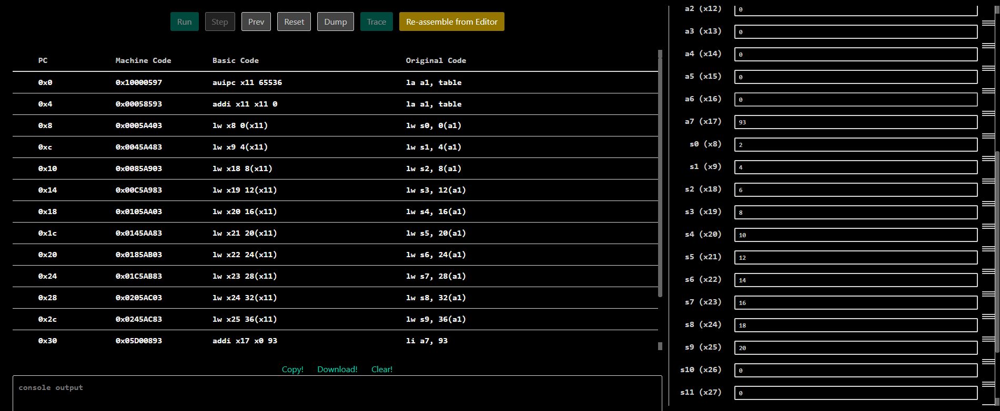 Run Step Prev Reset Dump Trace Re-assemble from Editor
PC Machine Code Basic Code Original Code
0x0 0x10000597 auipc x11 65536 la a1, table
0x4 0x00058593 addi x11 x11 0 la a1, table
0x8 0x0005A403 lw x8 0(x11) lw s0, 0(a1)
0xc 0x0045A483 lw x9 4(x11) lw s1, 4(a1)
0x10 0x0085A903 lw x18 8(x11) lw s2, 8(a1)
0x14 0x00C5A983 lw x19 12(x11) lw s3, 12(a1)
0x18 0x0105AA03 lw x20 16(x11) lw s4, 16(a1)
0x1c 0x0145AA83 lw x21 20(x11) lw s5, 20(a1)
0x20 0x0185AB03 lw x22 24(x11) lw s6, 24(a1)
0x24 0x01C5AB83 lw x23 28(x11) lw s7, 28(a1)
0x28 0x0205AC03 lw x24 32(x11) lw s8, 32(a1)
0x2c 0x0245AC83 lw x25 36(x11) lw s9, 36(a1)
0x30 0x05D00893 addi x17 x0 93 li a7, 93
Copy! Download! Clear!
console output
a2 (x12) 0
a3 (x13) 0
a4 (x14) 0
a5 (x15) 0
a6 (x16) 0
a7 (x17) 93
s0 (x8) 2
s1 (x9) 4
s2 (x18) 6
s3 (x19) 8
s4 (x20) 10
s5 (x21) 12
s6 (x22) 14
s7 (x23) 16
s8 (x24) 18
s9 (x25) 20
s10 (x26) 0
s11 (x27) 0